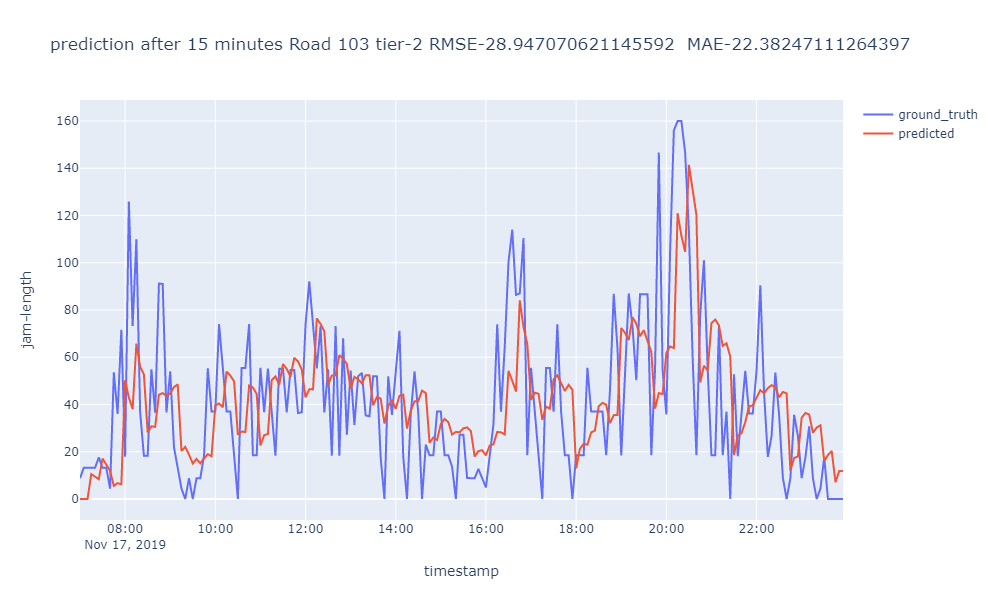 prediction after 15 minutes Road 103 tier-2 RMSE-28.947070621145592  MAE-22.38247111264397
ground_truth
predicted
160
140
120
100
80
60
40
20
0
jam-length
08:00 10:00 12:00 14:00 16:00 18:00 20:00 22:00
Nov 17, 2019
timestamp